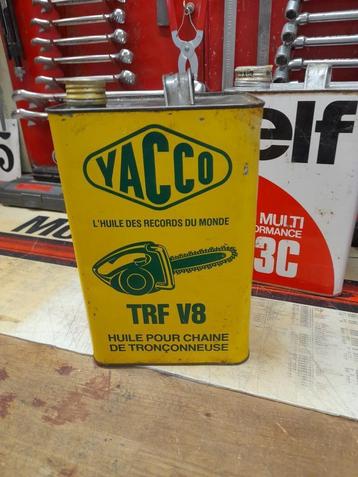 YACCO
L'HUILE DES RECORDS DU MONDE
TRF V8
HUILE POUR CHAINE
DE TRONÇONNEUSE
elf
MULTI
3C